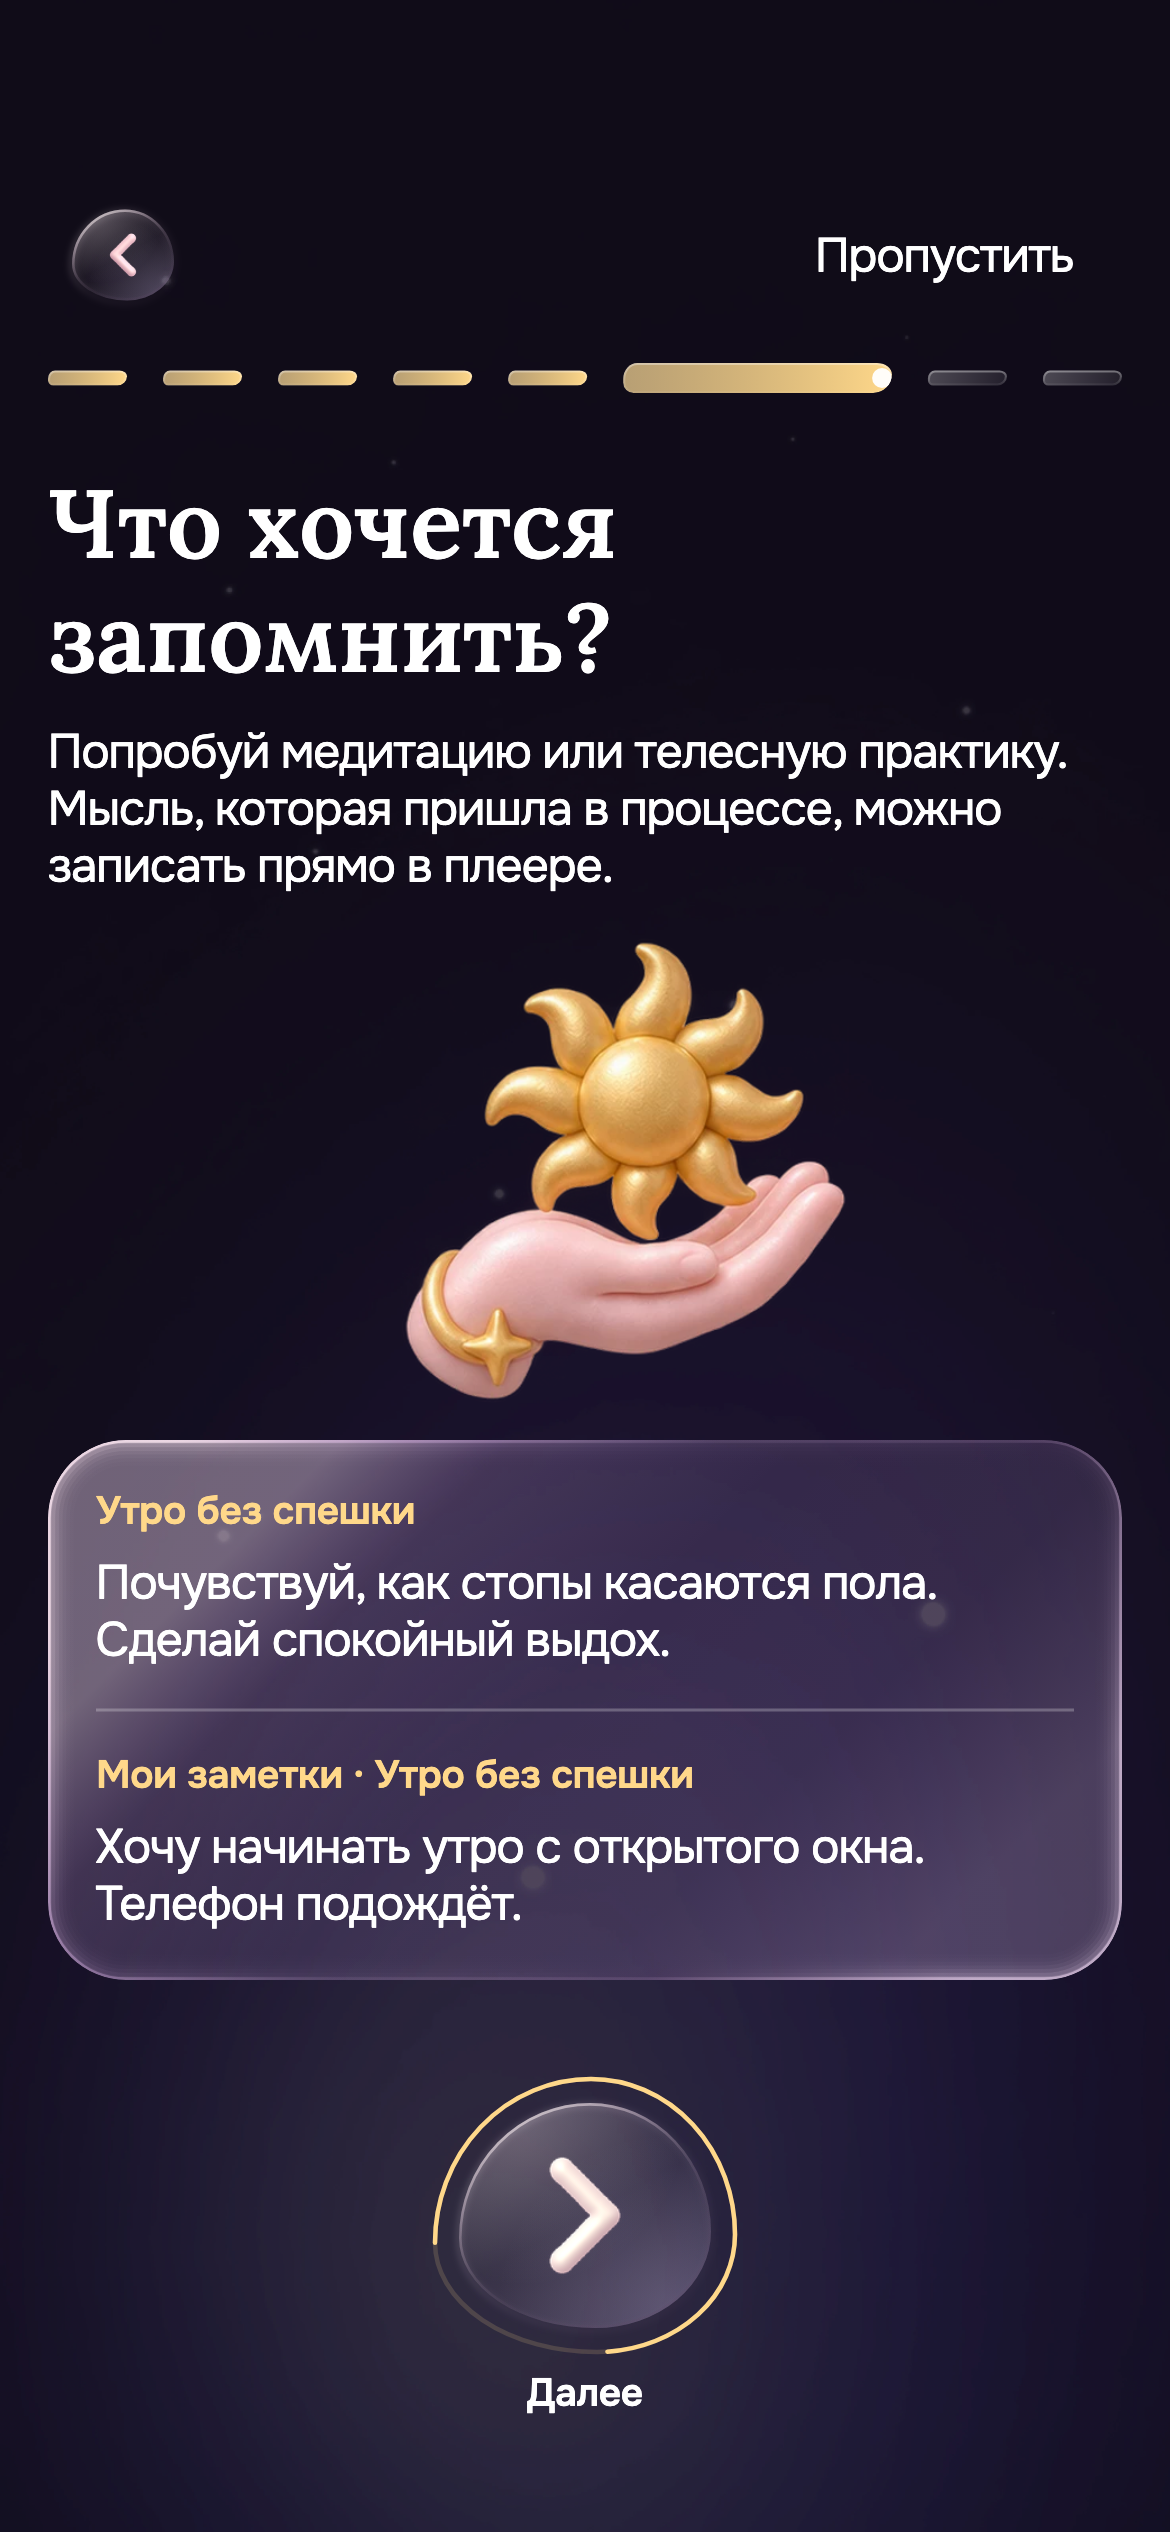 Пропустить
Что хочется
запомнить?
Попробуй медитацию или телесную практику.
Мысль, которая пришла в процессе, можно
записать прямо в плеере.
Утро без спешки
Почувствуй, как стопы касаются пола.
Сделай спокойный выдох.
Мои заметки · Утро без спешки
Хочу начинать утро с открытого окна.
Телефон подождёт.
Далее